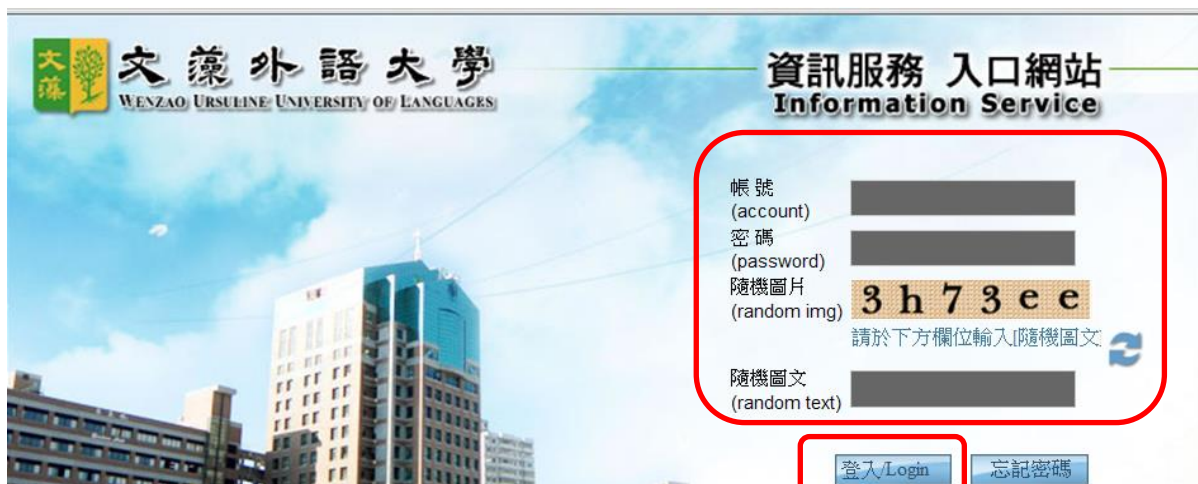 文藻
文藻外語大學
WENZAO URSULINE UNIVERSITY OF LANGUAGES
資訊服務 入口網站
Information Service
帳號
(account)
密碼
(password)
隨機圖片
(random img)
3h73ee
請於下方欄位輸入[隨機圖文]
隨機圖文
(random text)
登入/Login
忘記密碼